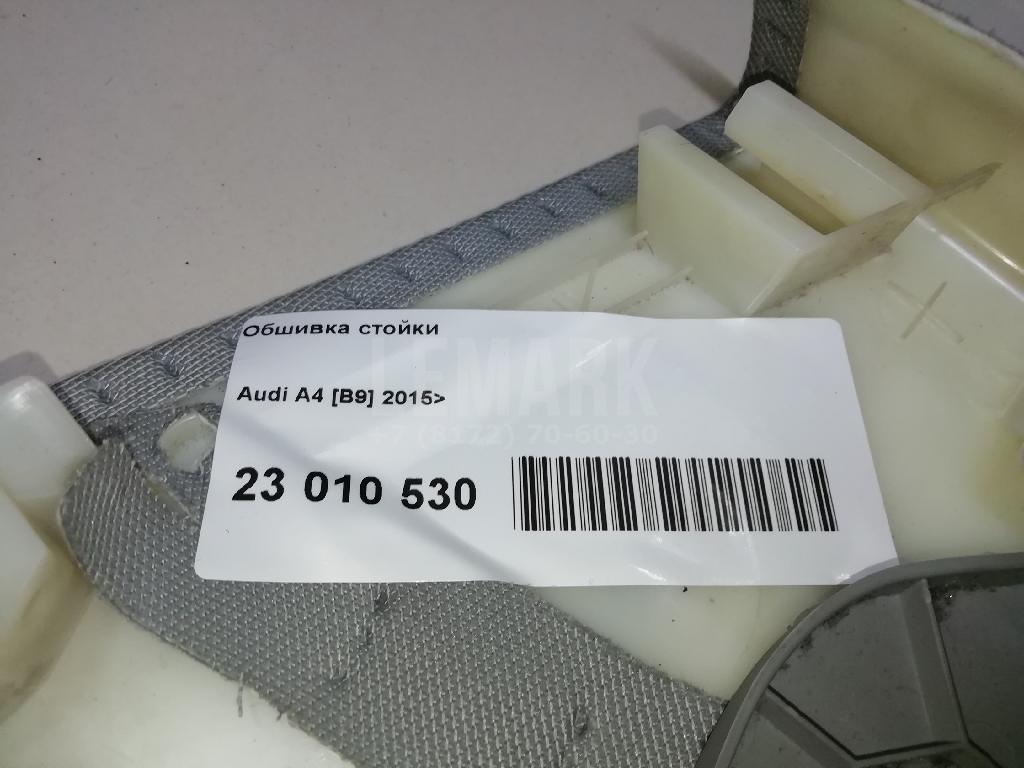 Обшивка стойки
LEMARK
Audi A4 [B9] 2015>
+7 (8172) 70-60-30
23 010 530